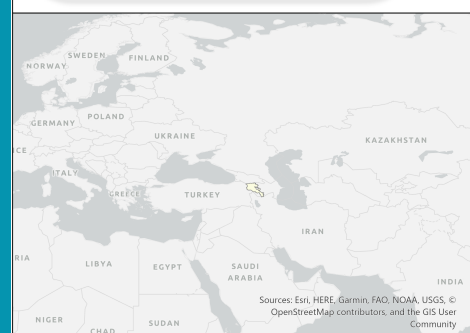 SWEDEN
FINLAND
NORWAY
POLAND
GERMANY
UKRAINE
KAZAKHSTAN
CE
ITALY
GREECE
TURKEY
IRAN
RIA
LIBYA
EGYPT
SAUDI
ARABIA
INDIA
Sources: Esri, HERE, Garmin, FAO, NOAA, USGS, ©
OpenStreetMap contributors, and the GIS User
Community
NIGER
CHAD
SUDAN